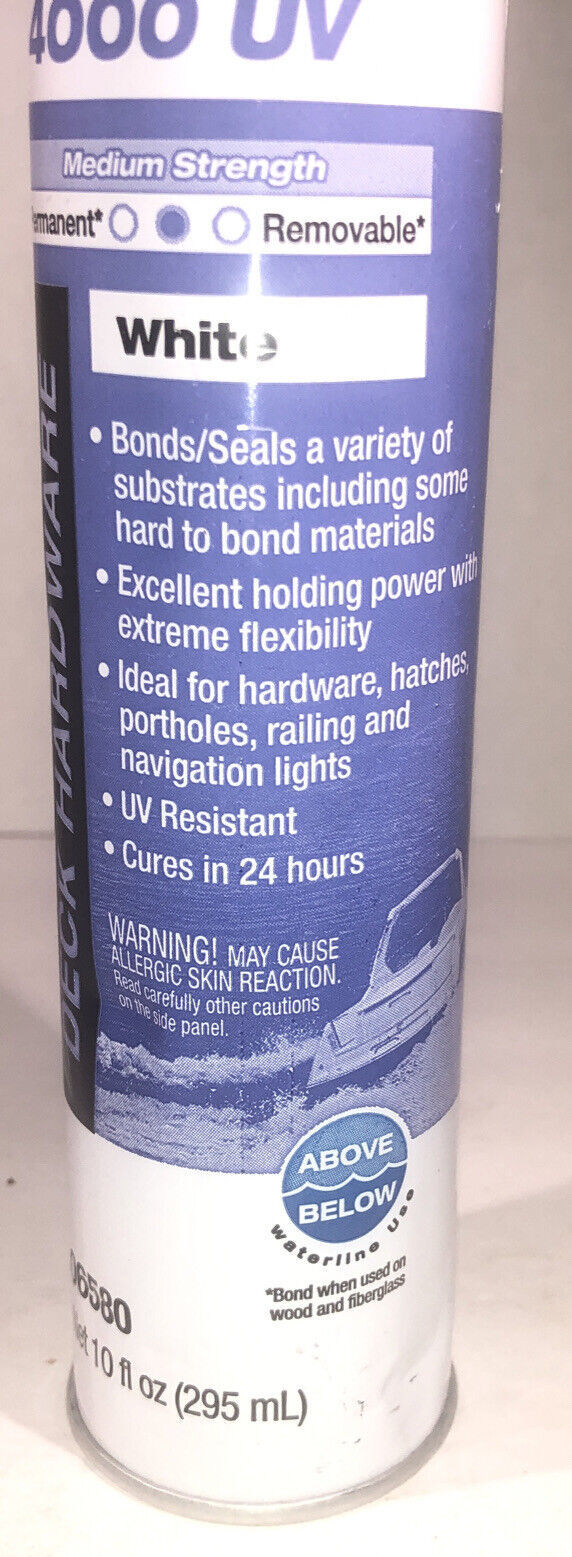 4000 UV
Medium Strength
Permanent* Removable*
White
DECK HARDWARE
• Bonds/Seals a variety of
substrates including some
hard to bond materials
• Excellent holding power with
extreme flexibility
• Ideal for hardware, hatches,
portholes, railing and
navigation lights
• UV Resistant
• Cures in 24 hours
WARNING! MAY CAUSE
ALLERGIC SKIN REACTION.
Read carefully other cautions
on the side panel.
ABOVE
BELOW
waterline use
*Bond when used on
wood and fiberglass
06580
Net 10 fl oz (295 mL)